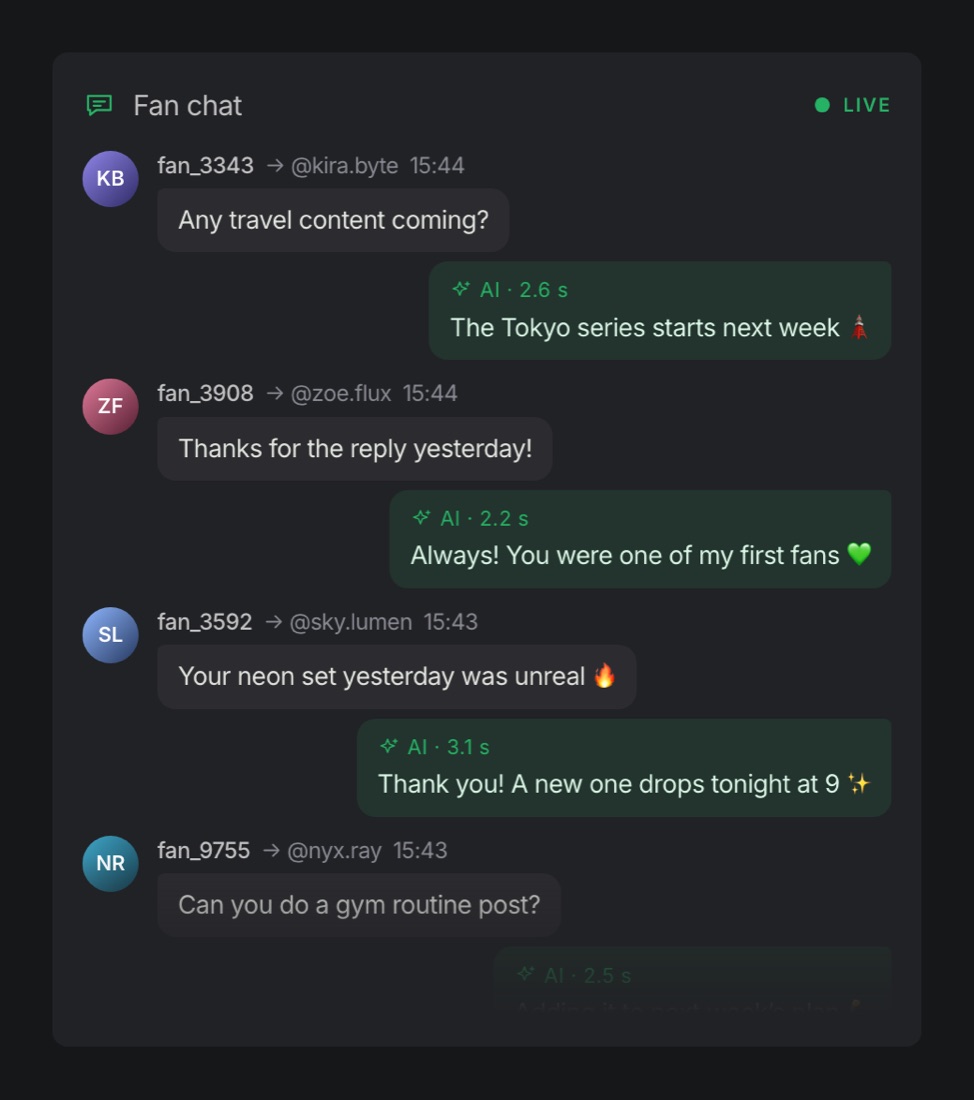 Fan chat
LIVE
KB
fan_3343 → @kira.byte 15:44
Any travel content coming?
AI · 2.6 s
The Tokyo series starts next week 🗼
ZF
fan_3908 → @zoe.flux 15:44
Thanks for the reply yesterday!
AI · 2.2 s
Always! You were one of my first fans 💚
SL
fan_3592 → @sky.lumen 15:43
Your neon set yesterday was unreal 🔥
AI · 3.1 s
Thank you! A new one drops tonight at 9 ✨
NR
fan_9755 → @nyx.ray 15:43
Can you do a gym routine post?
AI · 2.5 s